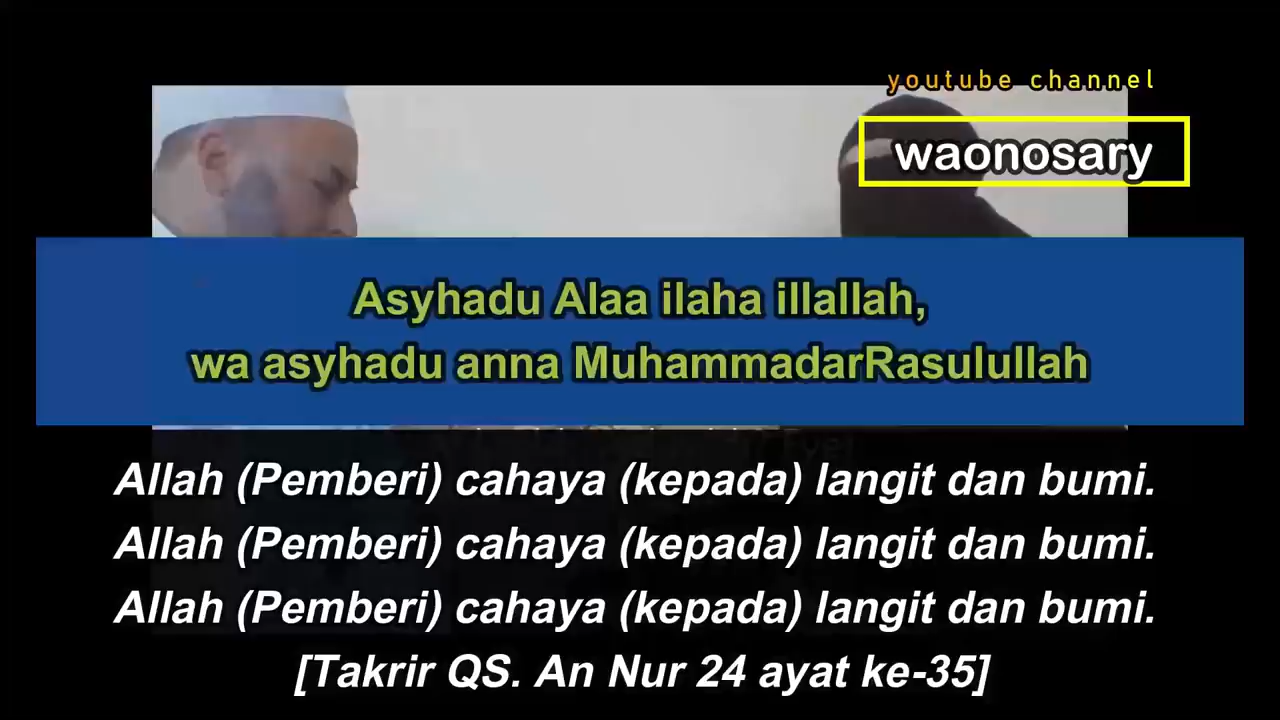 youtube channel
waonosary
Asyhadu Alaa ilaha illallah,
wa asyhadu anna MuhammadarRasulullah
Allah (Pemberi) cahaya (kepada) langit dan bumi.
Allah (Pemberi) cahaya (kepada) langit dan bumi.
Allah (Pemberi) cahaya (kepada) langit dan bumi.
[Takrir QS. An Nur 24 ayat ke-35]